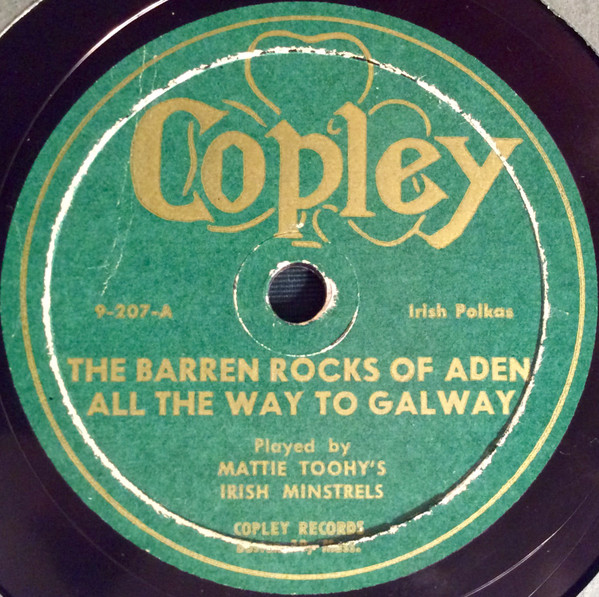 Copley
9-207-A
Irish Polkas
THE BARREN ROCKS OF ADEN
ALL THE WAY TO GALWAY
Played by
MATTIE TOOHY'S
IRISH MINSTRELS
COPLEY RECORDS